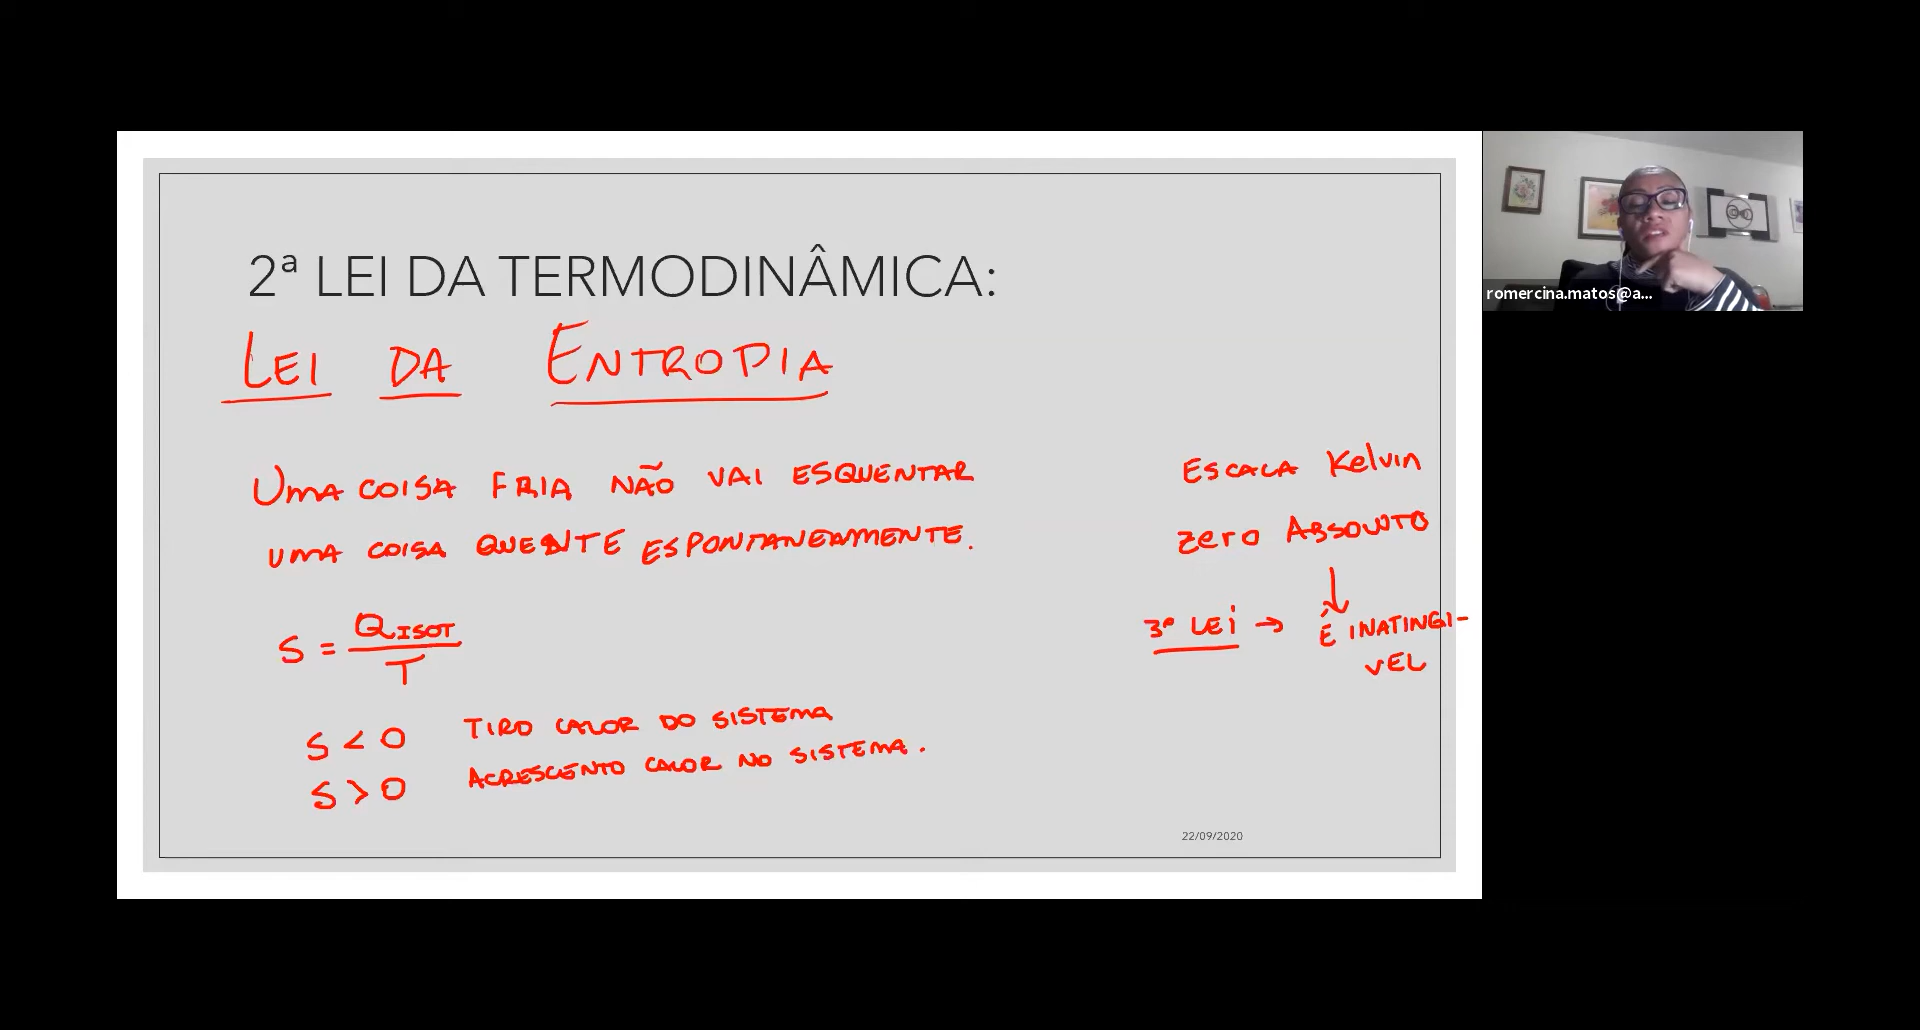 2ª LEI DA TERMODINÂMICA:
LEI DA ENTROPIA
UMA COISA FRIA NÃO VAI ESQUENTAR
UMA COISA QUENTE ESPONTANEAMENTE.
S = QISOT / T
S < 0 TIRO CALOR DO SISTEMA
S > 0 ACRESCENTO CALOR NO SISTEMA.
ESCALA Kelvin
zero ABSOLUTO
↓
3ª LEi → É INATINGI-
VEL
22/09/2020
romercina.matos@a...